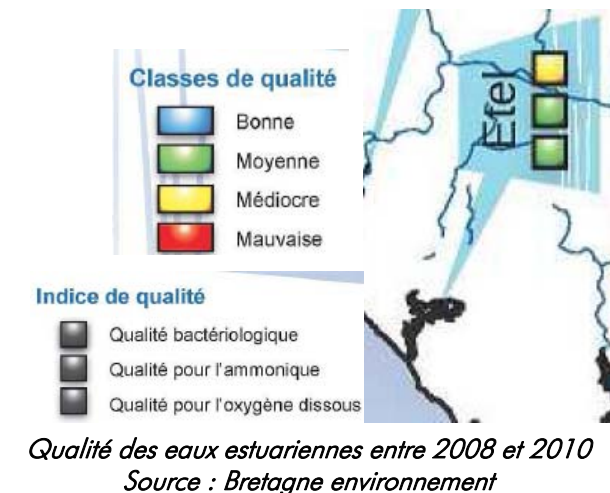 Classes de qualité
Bonne
Moyenne
Médiocre
Mauvaise
Indice de qualité
Qualité bactériologique
Qualité pour l'ammonique
Qualité pour l'oxygène dissous
Etel
Qualité des eaux estuariennes entre 2008 et 2010
Source : Bretagne environnement